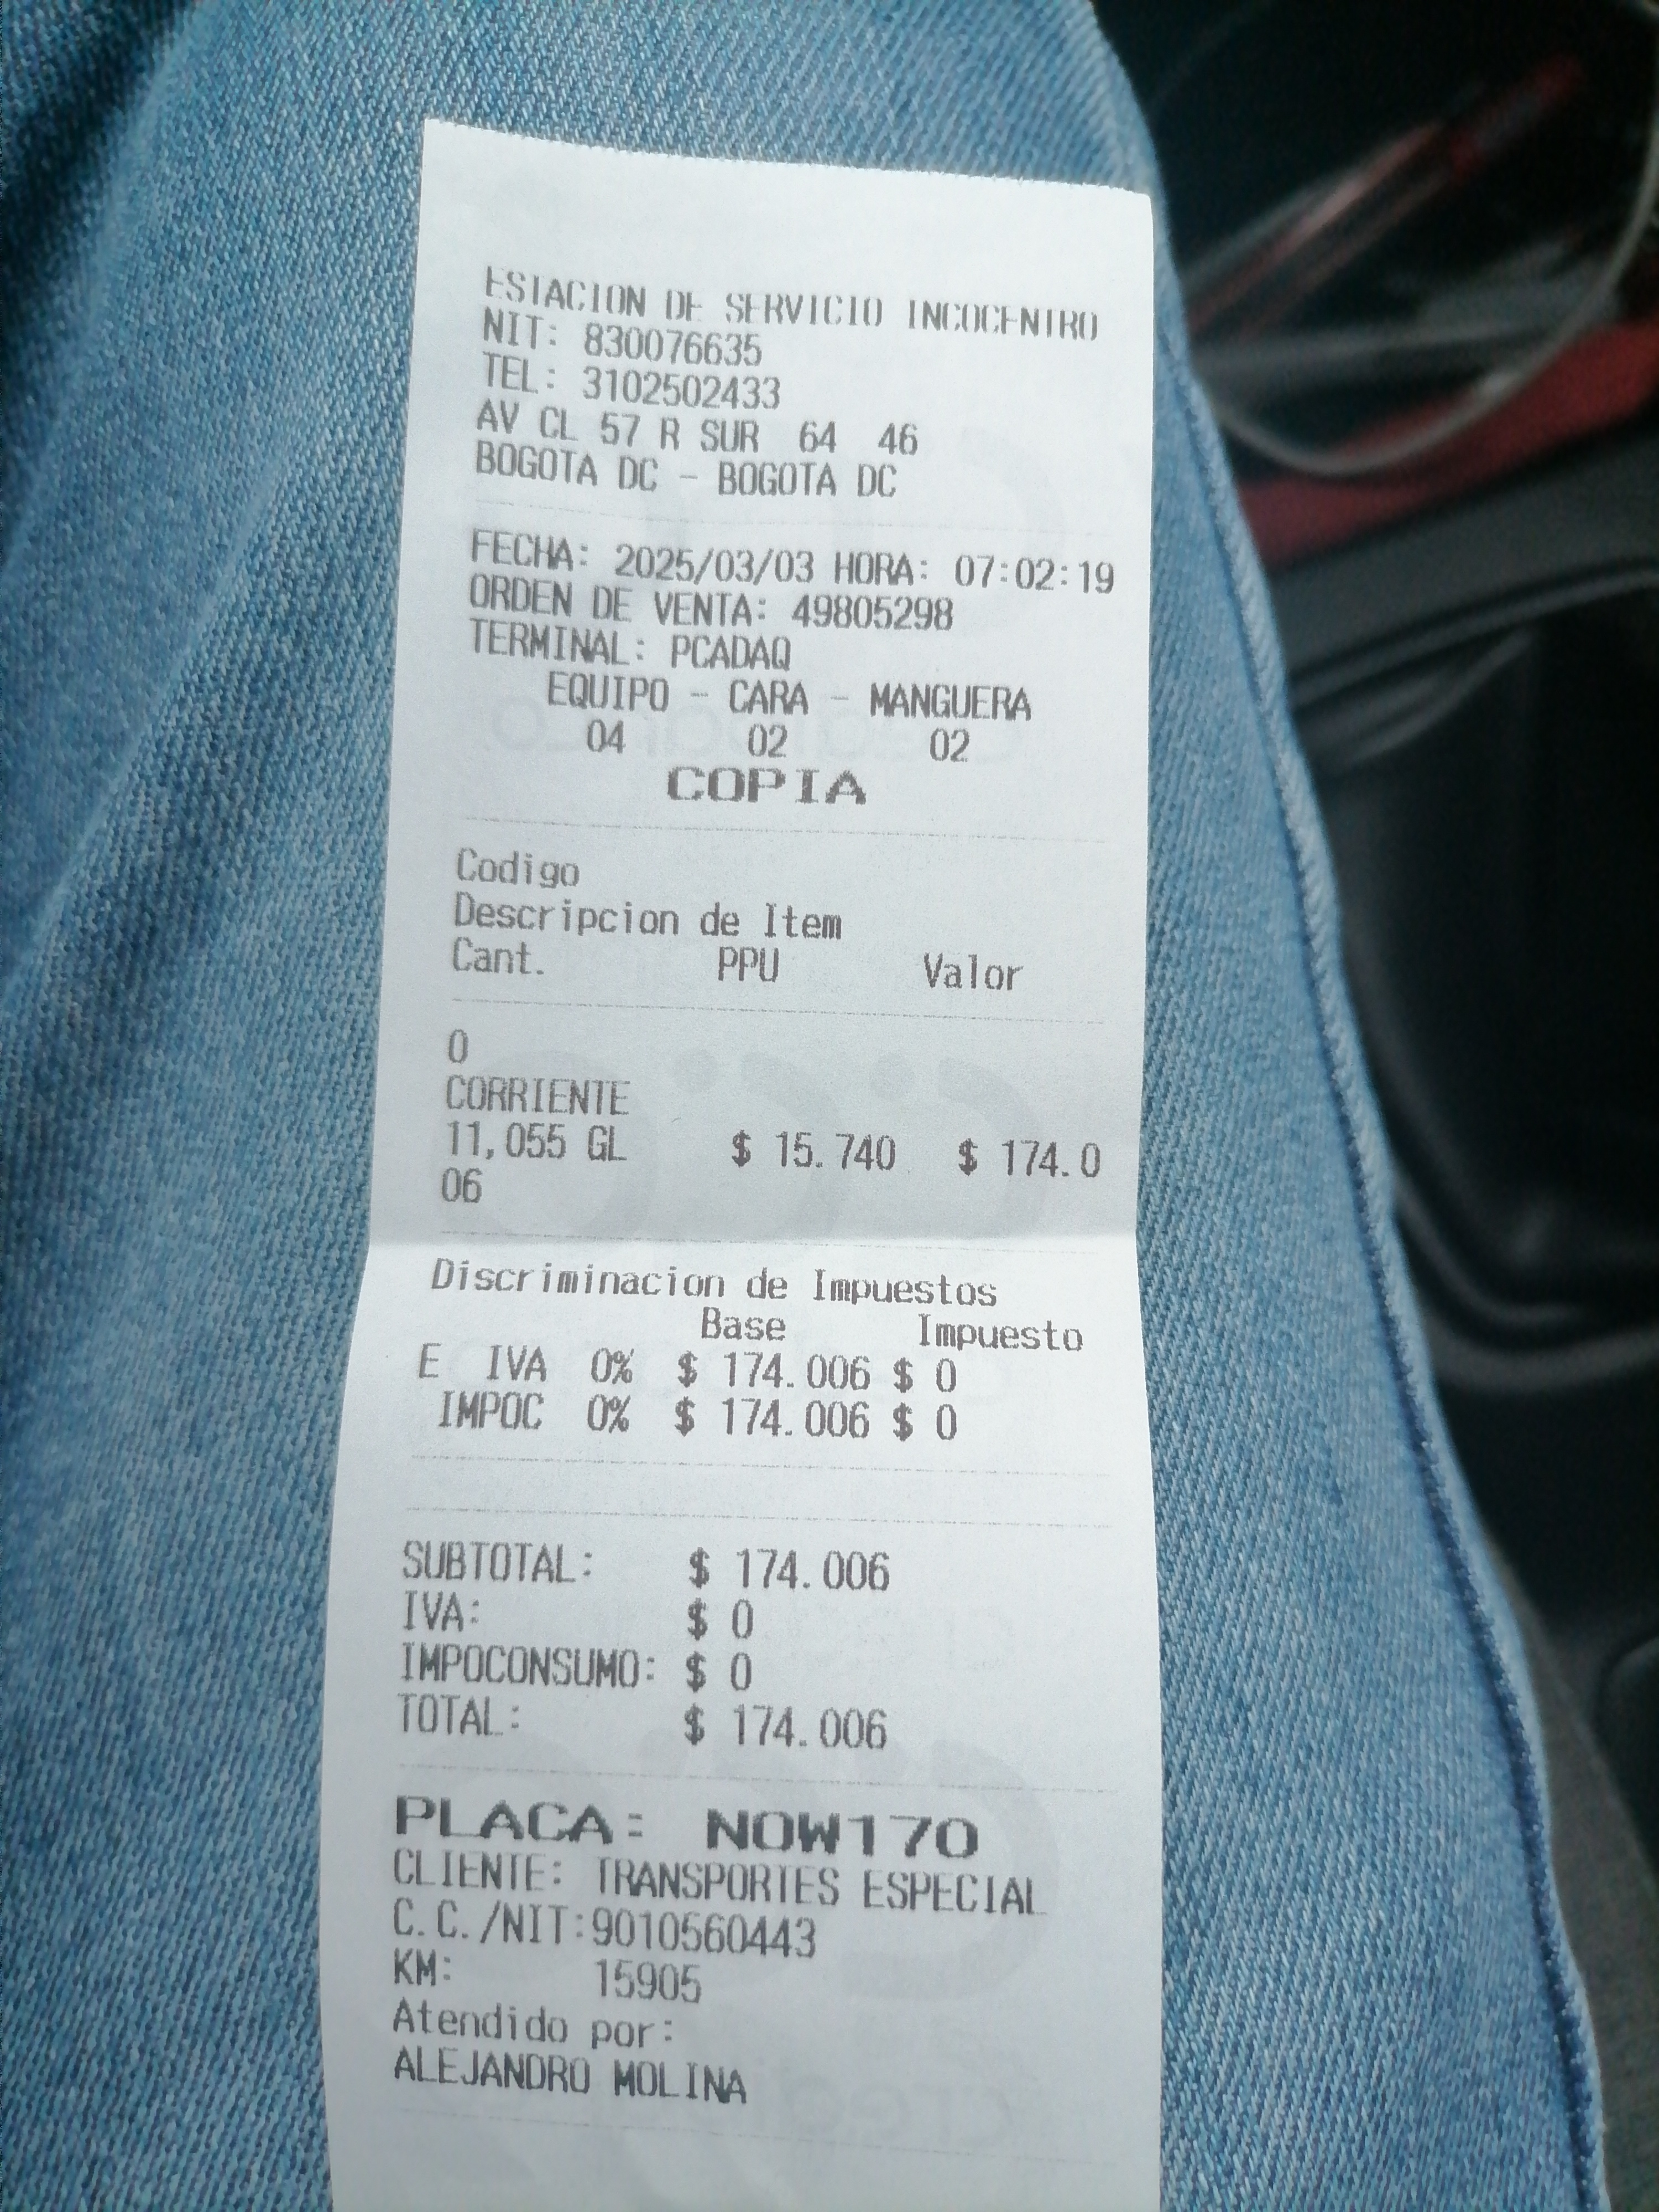 ESTACION DE SERVICIO INCOCENTRO
NIT: 830076635
TEL: 3102502433
AV CL 57 R SUR 64 46
BOGOTA DC - BOGOTA DC
FECHA: 2025/03/03 HORA: 07:02:19
ORDEN DE VENTA: 49805298
TERMINAL: PCADAQ
EQUIPO - CARA - MANGUERA
04 02 02
COPIA
Codigo
Descripcion de Item
Cant. PPU Valor
0
CORRIENTE
11,055 GL $ 15.740 $ 174.0
06
Discriminacion de Impuestos
Base Impuesto
E IVA 0% $ 174.006 $ 0
IMPOC 0% $ 174.006 $ 0
SUBTOTAL: $ 174.006
IVA: $ 0
IMPOCONSUMO: $ 0
TOTAL: $ 174.006
PLACA: NOW170
CLIENTE: TRANSPORTES ESPECIAL
C.C./NIT:9010560443
KM: 15905
Atendido por:
ALEJANDRO MOLINA